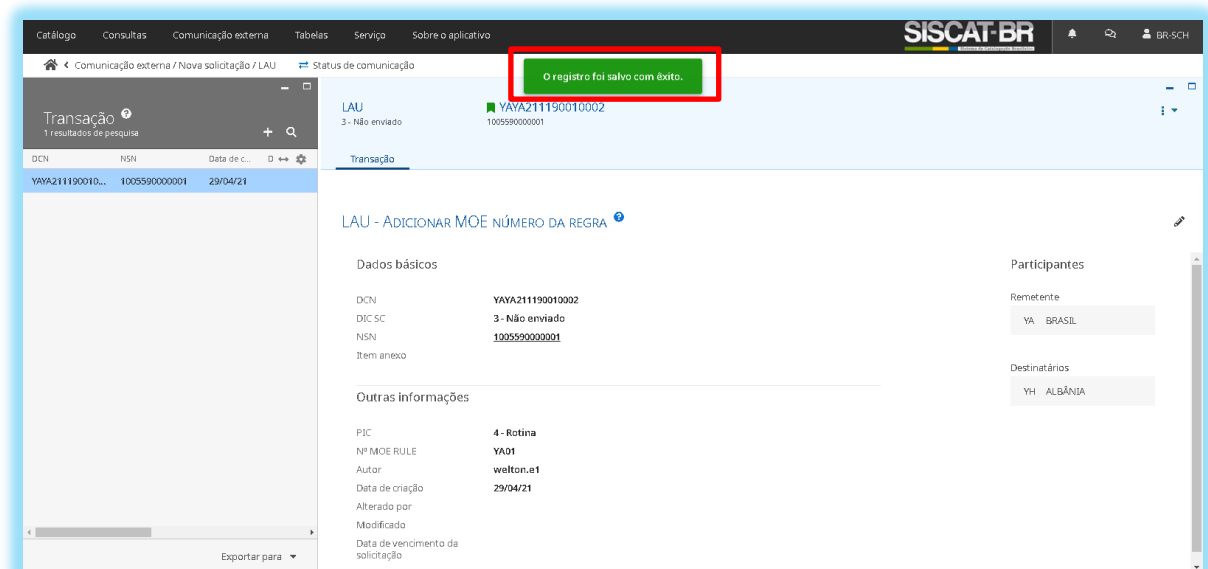 Catálogo Consultas Comunicação externa Tabelas Serviço Sobre o aplicativo SISCAT-BR BR-SCH
Sistema de Catalogação Brasileiro
Comunicação externa / Nova solicitação / LAU Status de comunicação
O registro foi salvo com êxito.
Transação
1 resultados de pesquisa
DCN NSN Data de c... D
YAYA211190010... 1005590000001 29/04/21
Exportar para
LAU YAYA211190010002
3 - Não enviado 1005590000001
Transação
LAU - Adicionar MOE número da regra
Dados básicos
DCN YAYA211190010002
DIC SC 3 - Não enviado
NSN 1005590000001
Item anexo
Outras informações
PIC 4 - Rotina
Nº MOE RULE YA01
Autor welton.e1
Data de criação 29/04/21
Alterado por
Modificado
Data de vencimento da
solicitação
Participantes
Remetente
YA BRASIL
Destinatários
YH ALBÂNIA